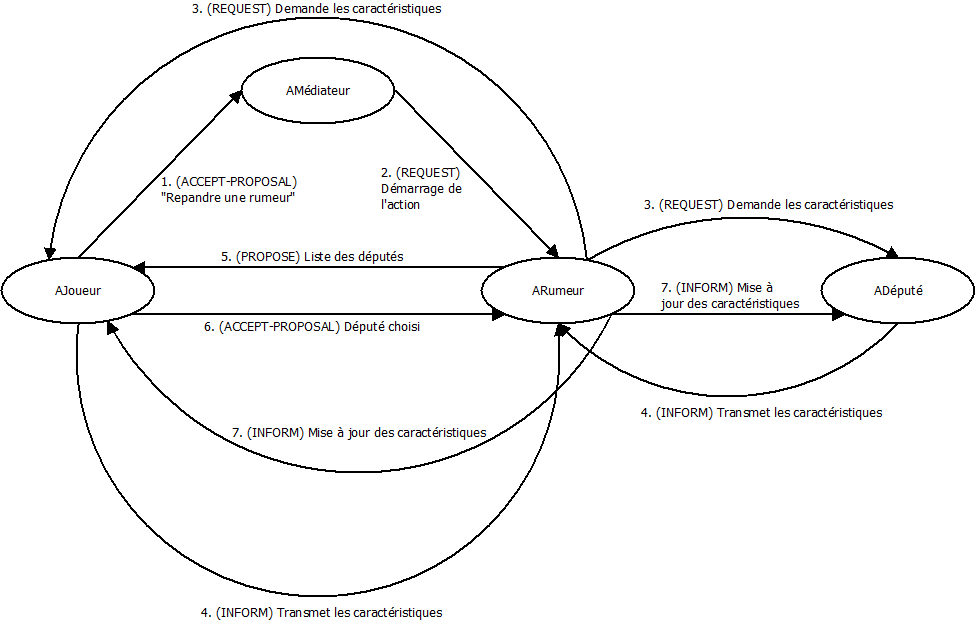 3. (REQUEST) Demande les caractéristiques
AMédiateur
1. (ACCEPT-PROPOSAL)
"Repandre une rumeur"
2. (REQUEST)
Démarrage de
l'action
3. (REQUEST) Demande les caractéristiques
5. (PROPOSE) Liste des députés
AJoueur
ARumeur
ADéputé
7. (INFORM) Mise à
jour des caractéristiques
6. (ACCEPT-PROPOSAL) Député choisi
4. (INFORM) Transmet les caractéristiques
7. (INFORM) Mise à jour des caractéristiques
4. (INFORM) Transmet les caractéristiques